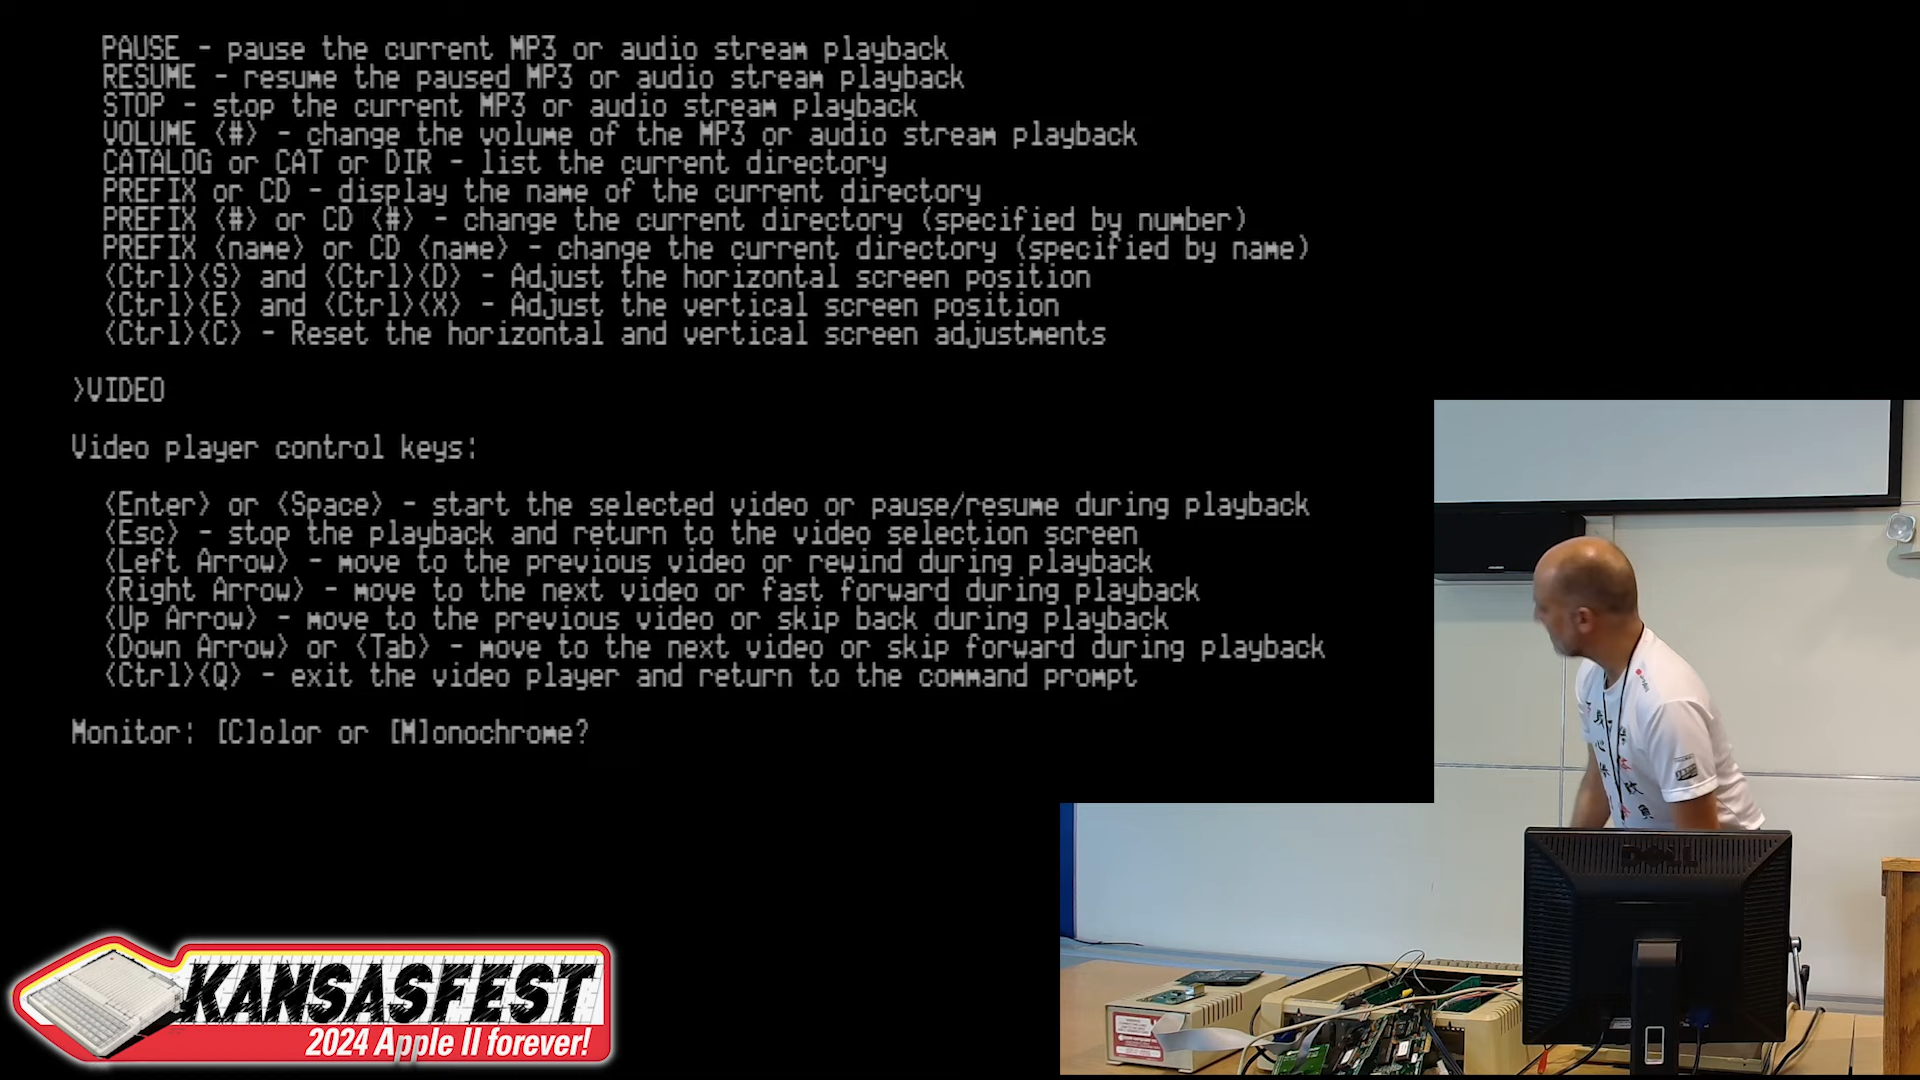 PAUSE - pause the current MP3 or audio stream playback
RESUME - resume the paused MP3 or audio stream playback
STOP - stop the current MP3 or audio stream playback
VOLUME <#> - change the volume of the MP3 or audio stream playback
CATALOG or CAT or DIR - list the current directory
PREFIX or CD - display the name of the current directory
PREFIX <#> or CD <#> - change the current directory (specified by number)
PREFIX <name> or CD <name> - change the current directory (specified by name)
<Ctrl><S> and <Ctrl><D> - Adjust the horizontal screen position
<Ctrl><E> and <Ctrl><X> - Adjust the vertical screen position
<Ctrl><C> - Reset the horizontal and vertical screen adjustments
>VIDEO
Video player control keys:
<Enter> or <Space> - start the selected video or pause/resume during playback
<Esc> - stop the playback and return to the video selection screen
<Left Arrow> - move to the previous video or rewind during playback
<Right Arrow> - move to the next video or fast forward during playback
<Up Arrow> - move to the previous video or skip back during playback
<Down Arrow> or <Tab> - move to the next video or skip forward during playback
<Ctrl><Q> - exit the video player and return to the command prompt
Monitor: [C]olor or [M]onochrome?
DELL
KANSASFEST
2024 Apple II forever!